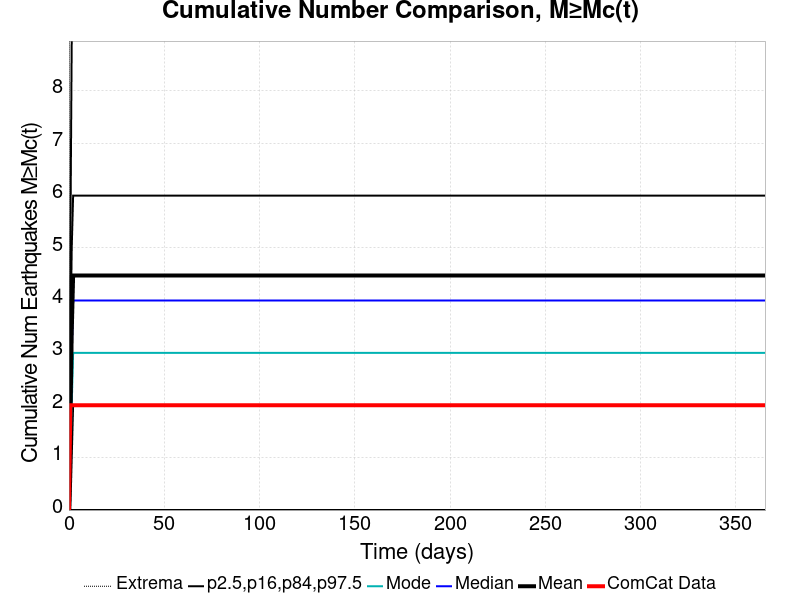 Cumulative Number Comparison, M≥Mc(t)
Cumulative Num Earthquakes M≥Mc(t)
8
7
6
5
4
3
2
1
0
0 50 100 150 200 250 300 350
Time (days)
Extrema p2.5,p16,p84,p97.5 Mode Median Mean ComCat Data